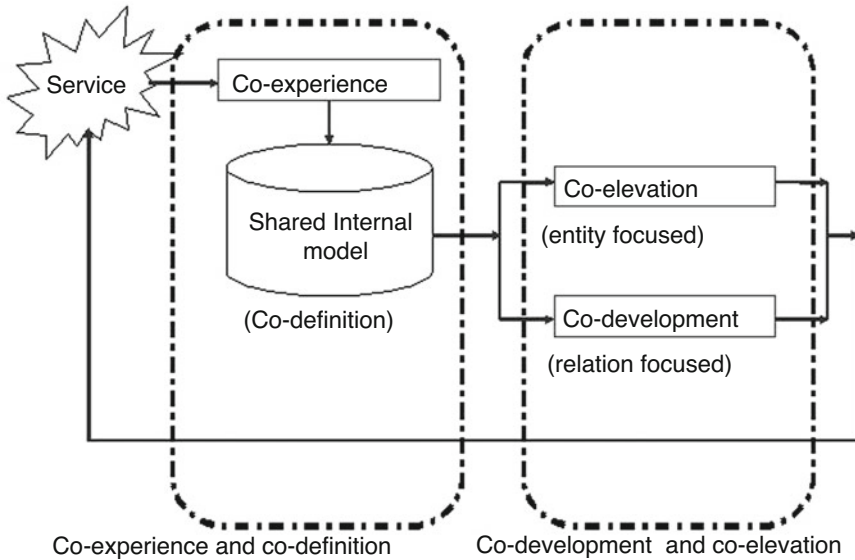 Service
Co-experience
Shared Internal
model
(Co-definition)
Co-elevation
(entity focused)
Co-development
(relation focused)
Co-experience and co-definition
Co-development and co-elevation